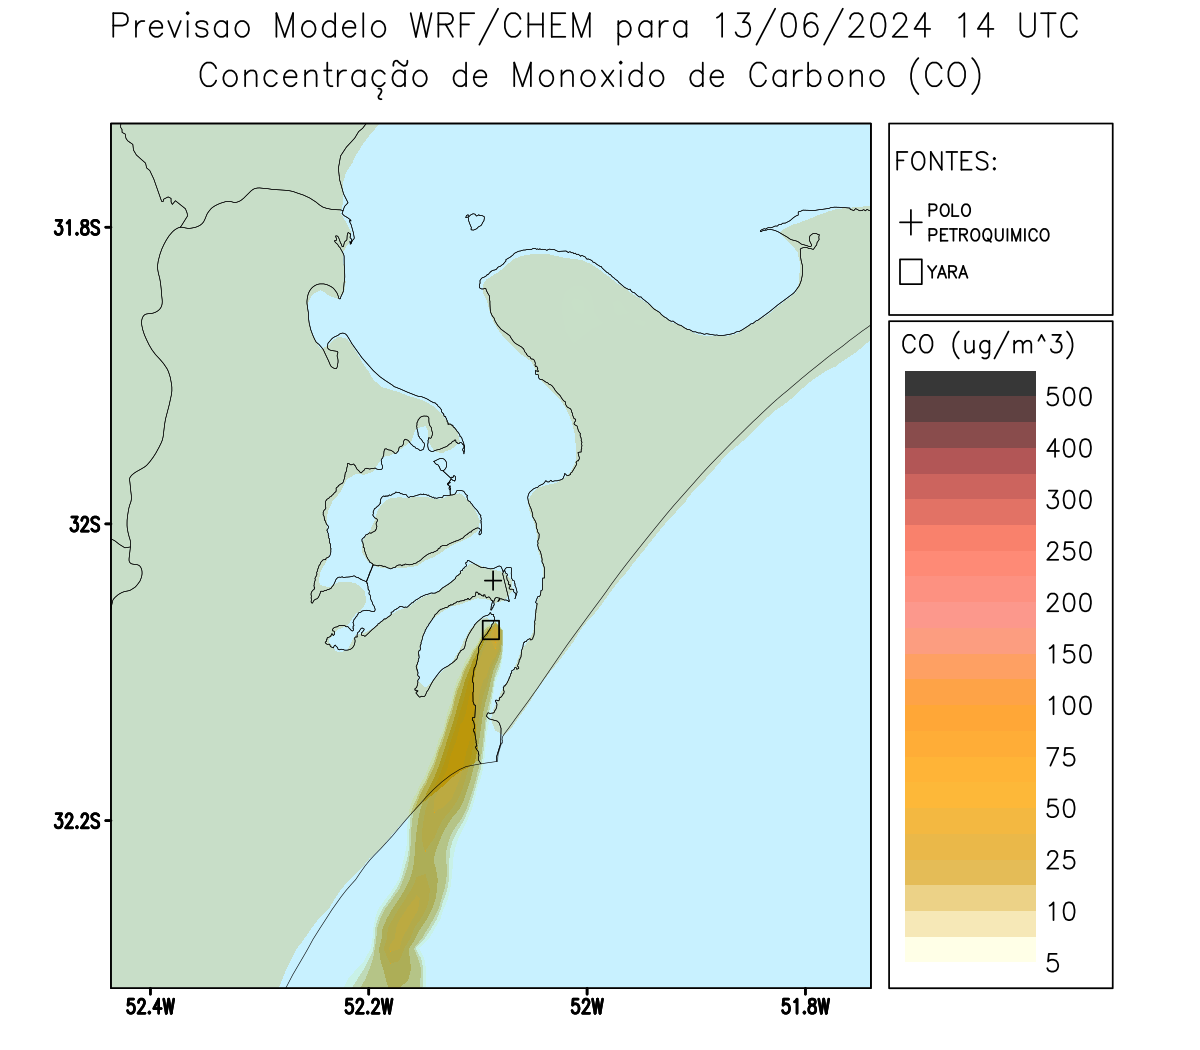 Previsao Modelo WRF/CHEM para 13/06/2024 14 UTC
Concentração de Monoxido de Carbono (CO)
FONTES:
POLO
PETROQUIMICO
YARA
CO (ug/m^3)
500
400
300
250
200
150
100
75
50
25
10
5
31.8S
32S
32.2S
52.4W
52.2W
52W
51.8W